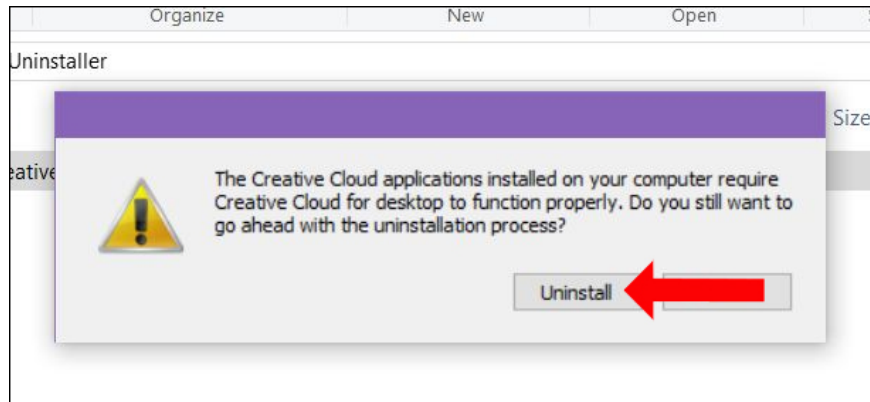 Organize New Open
Uninstaller
Size
eative
The Creative Cloud applications installed on your computer require
Creative Cloud for desktop to function properly. Do you still want to
go ahead with the uninstallation process?
Uninstall